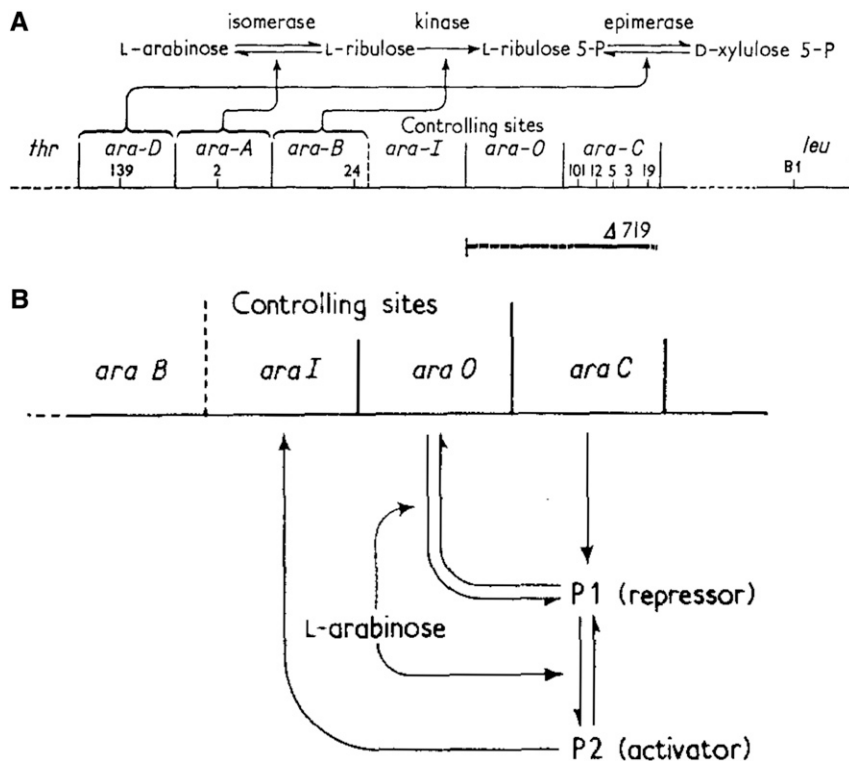 A
isomerase kinase epimerase
L-arabinose L-ribulose L-ribulose 5-P D-xylulose 5-P
Controlling sites
thr ara-D ara-A ara-B ara-I ara-O ara-C leu
139 2 24 101 12 5 3 19 B1
Δ 719
B
Controlling sites
ara B ara I ara O ara C
P1 (repressor)
L-arabinose
P2 (activator)